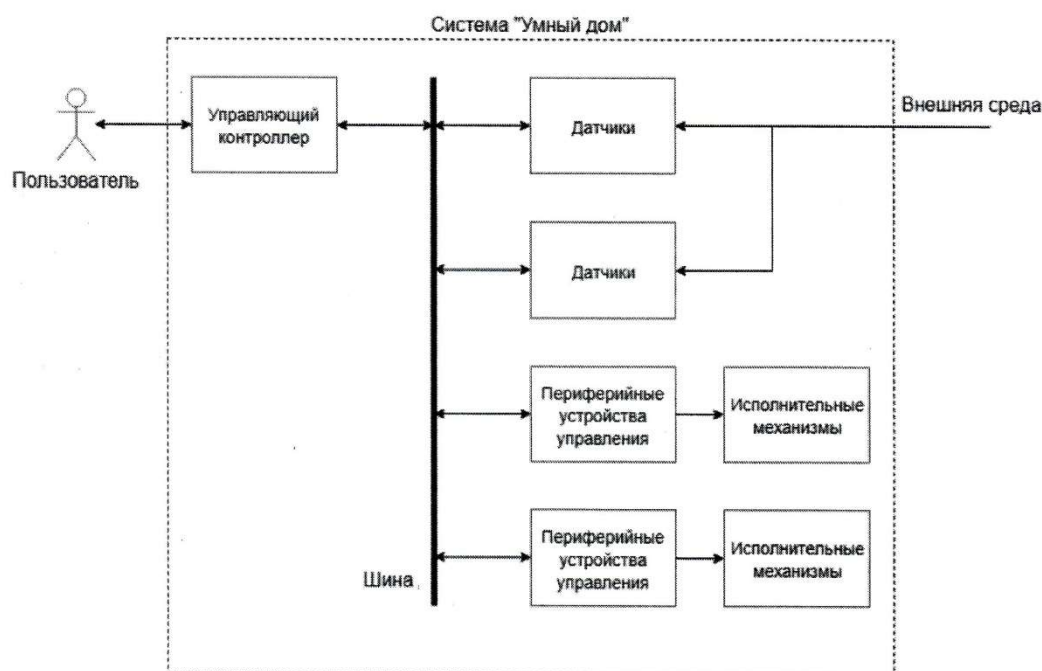 Система "Умный дом"
Управляющий
контроллер
Датчики
Внешняя среда
Пользователь
Датчики
Периферийные
устройства
управления
Исполнительные
механизмы
Периферийные
устройства
управления
Исполнительные
механизмы
Шина